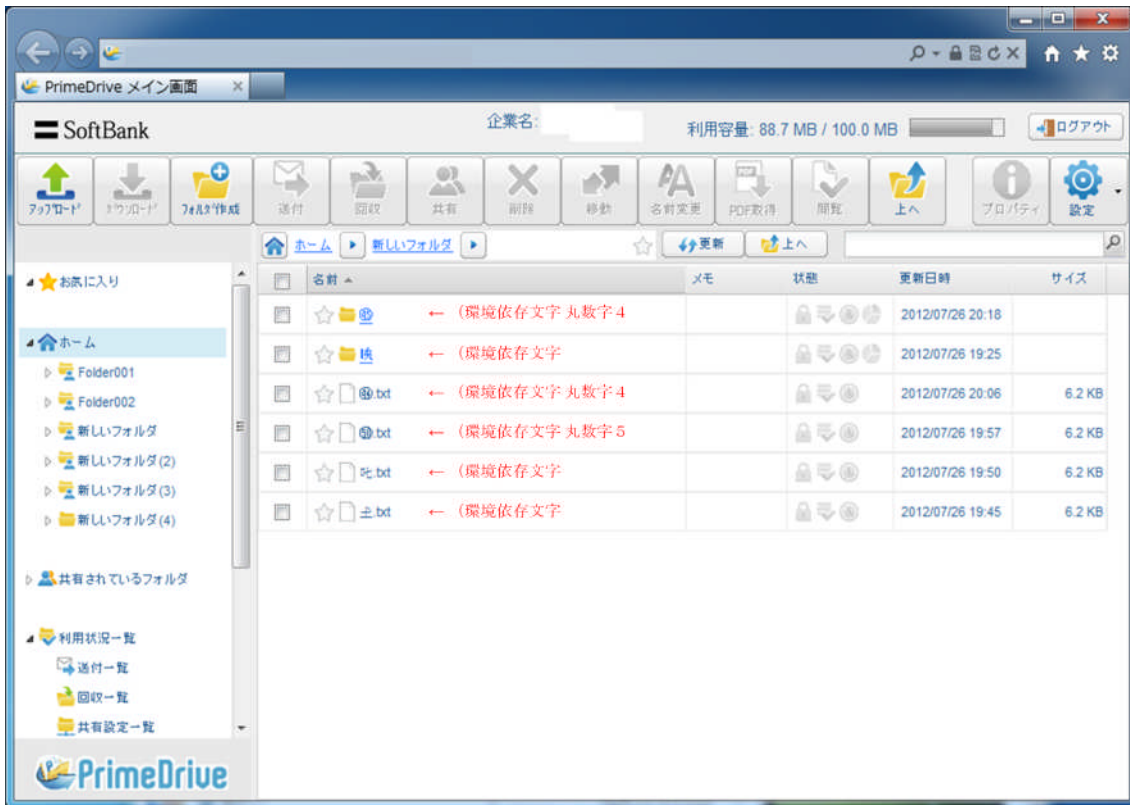 PrimeDrive メイン画面
SoftBank
企業名:
利用容量: 88.7 MB / 100.0 MB
ログアウト
アップロード
ダウンロード
フォルダ作成
送付
回収
共有
削除
移動
名前変更
PDF取得
閲覧
上へ
プロパティ
設定
ホーム
新しいフォルダ
更新
上へ
お気に入り
ホーム
Folder001
Folder002
新しいフォルダ
新しいフォルダ(2)
新しいフォルダ(3)
新しいフォルダ(4)
共有されているフォルダ
利用状況一覧
送付一覧
回収一覧
共有設定一覧
PrimeDrive
名前 メモ 状態 更新日時 サイズ
← (環境依存文字 丸数字4 2012/07/26 20:18
← (環境依存文字 2012/07/26 19:25
.txt ← (環境依存文字 丸数字4 2012/07/26 20:06 6.2 KB
.txt ← (環境依存文字 丸数字5 2012/07/26 19:57 6.2 KB
.txt ← (環境依存文字 2012/07/26 19:50 6.2 KB
.txt ← (環境依存文字 2012/07/26 19:45 6.2 KB